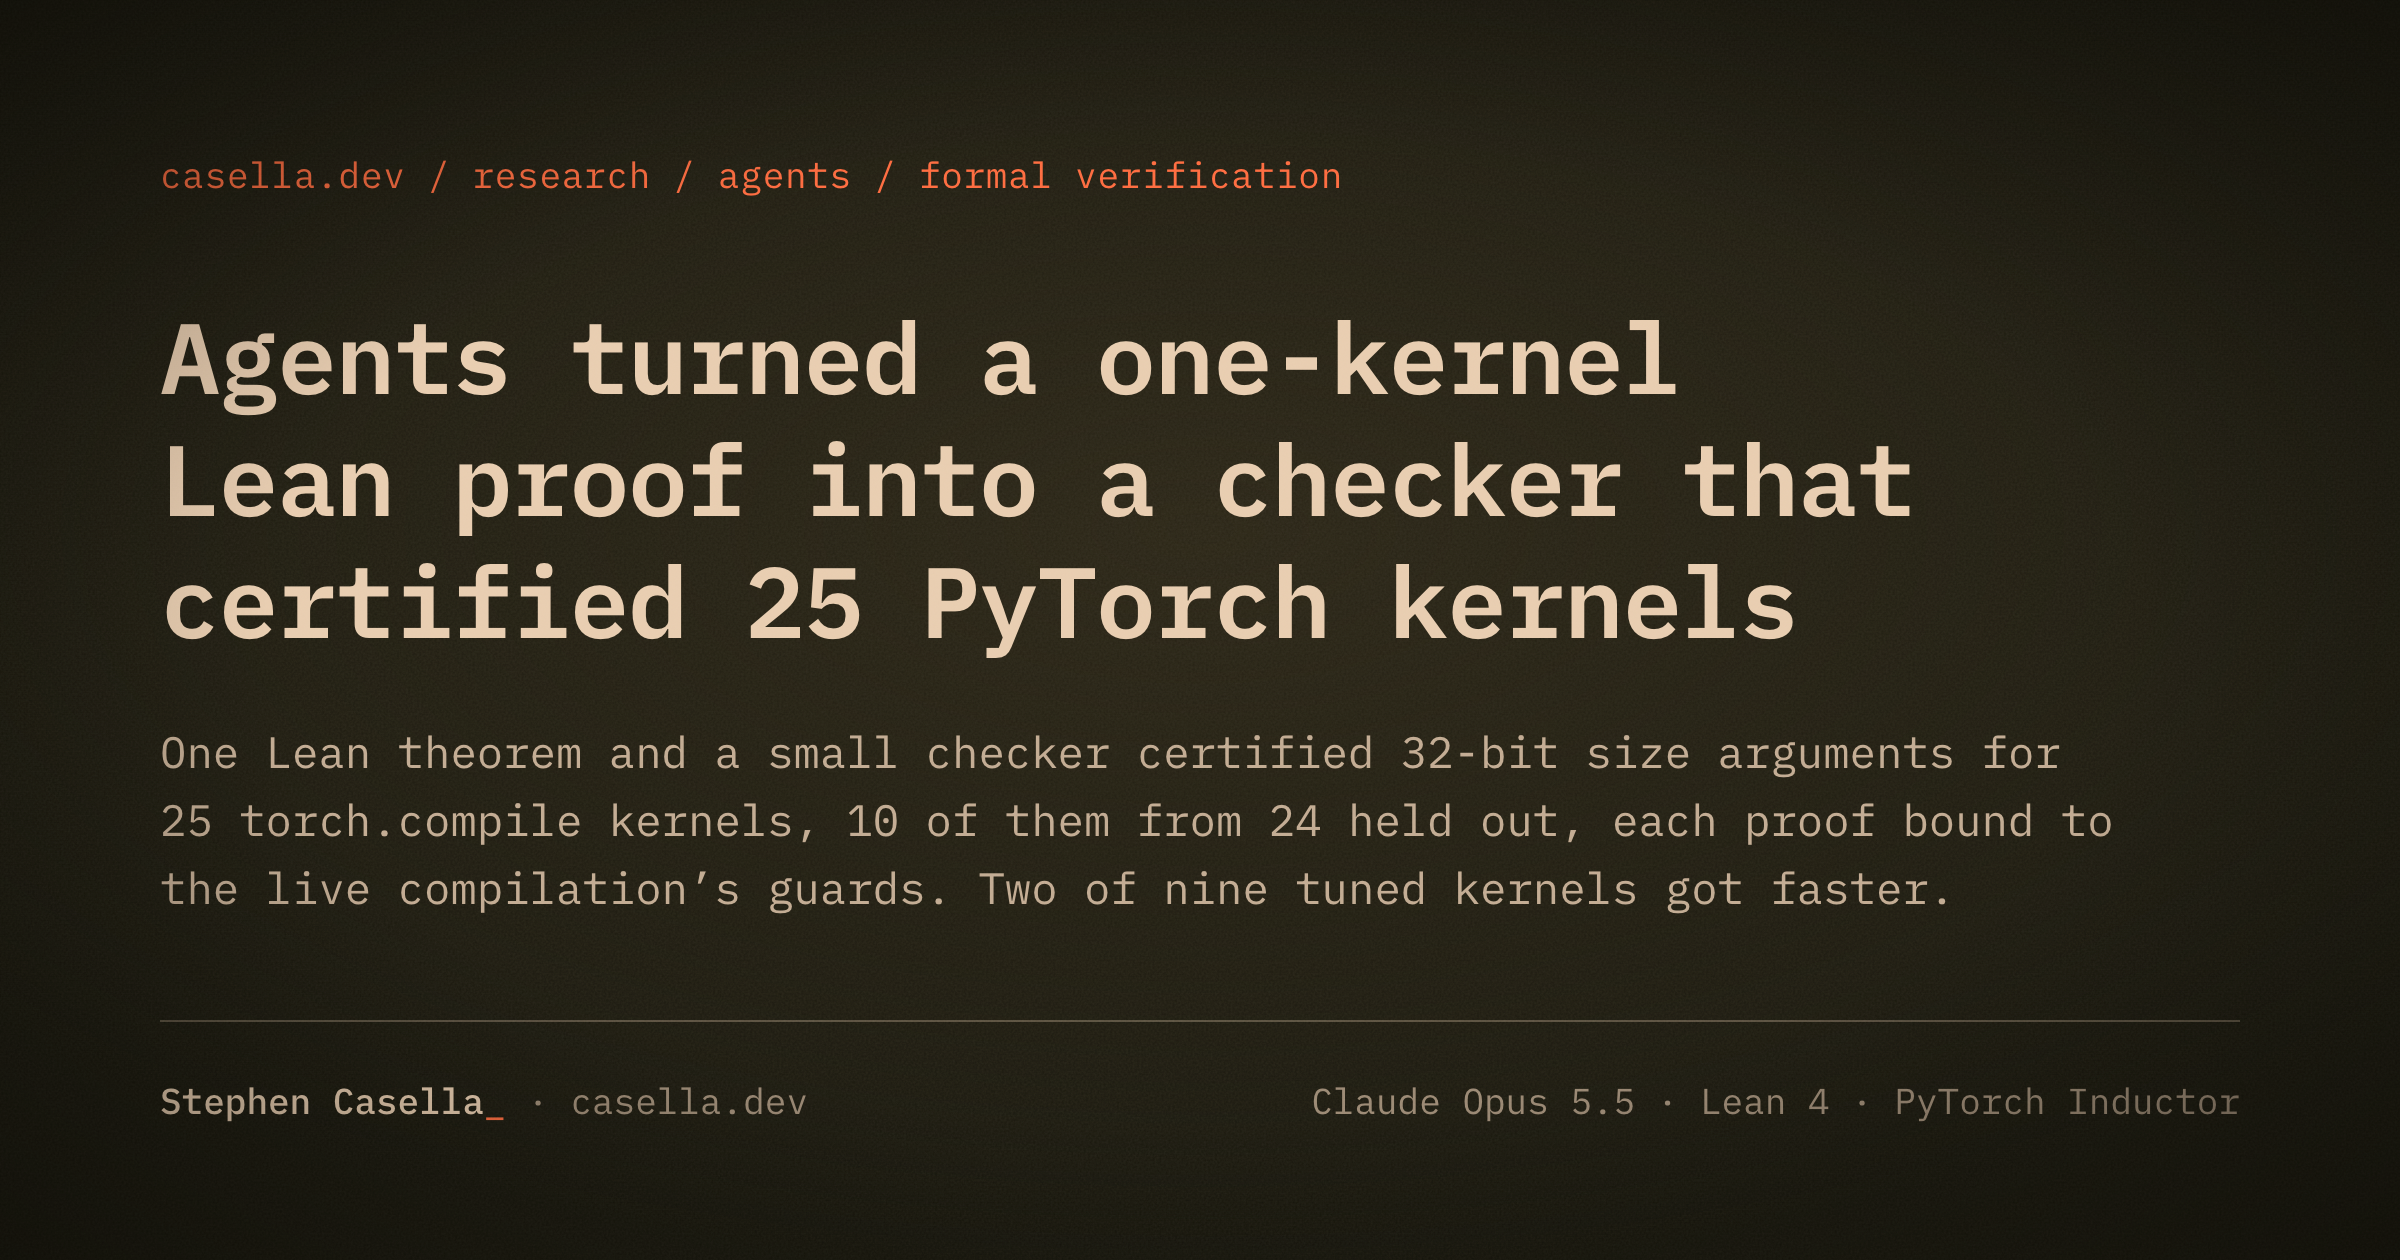 casella.dev / research / agents / formal verification
Agents turned a one-kernel
Lean proof into a checker that
certified 25 PyTorch kernels
One Lean theorem and a small checker certified 32-bit size arguments for
25 torch.compile kernels, 10 of them from 24 held out, each proof bound to
the live compilation’s guards. Two of nine tuned kernels got faster.
Stephen Casella_ · casella.dev
Claude Opus 5.5 · Lean 4 · PyTorch Inductor